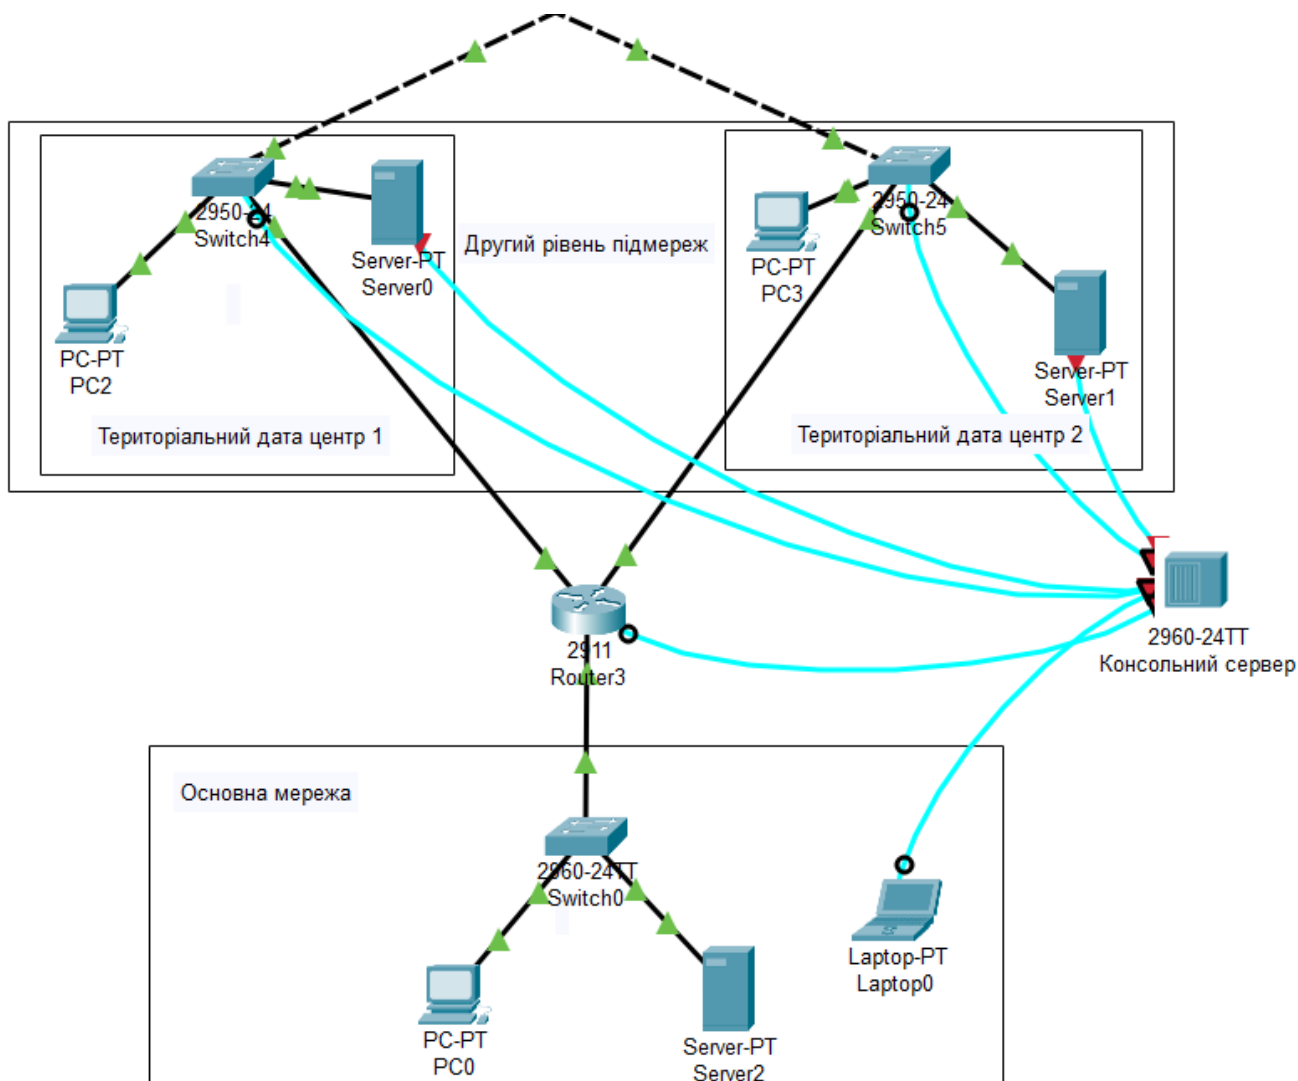 2950-24
Switch4
Server-PT
Server0
PC-PT
PC2
Територіальний дата центр 1
Другий рівень підмереж
2950-24
Switch5
PC-PT
PC3
Server-PT
Server1
Територіальний дата центр 2
2911
Router3
2960-24TT
Консольний сервер
Основна мережа
2960-24TT
Switch0
PC-PT
PC0
Server-PT
Server2
Laptop-PT
Laptop0